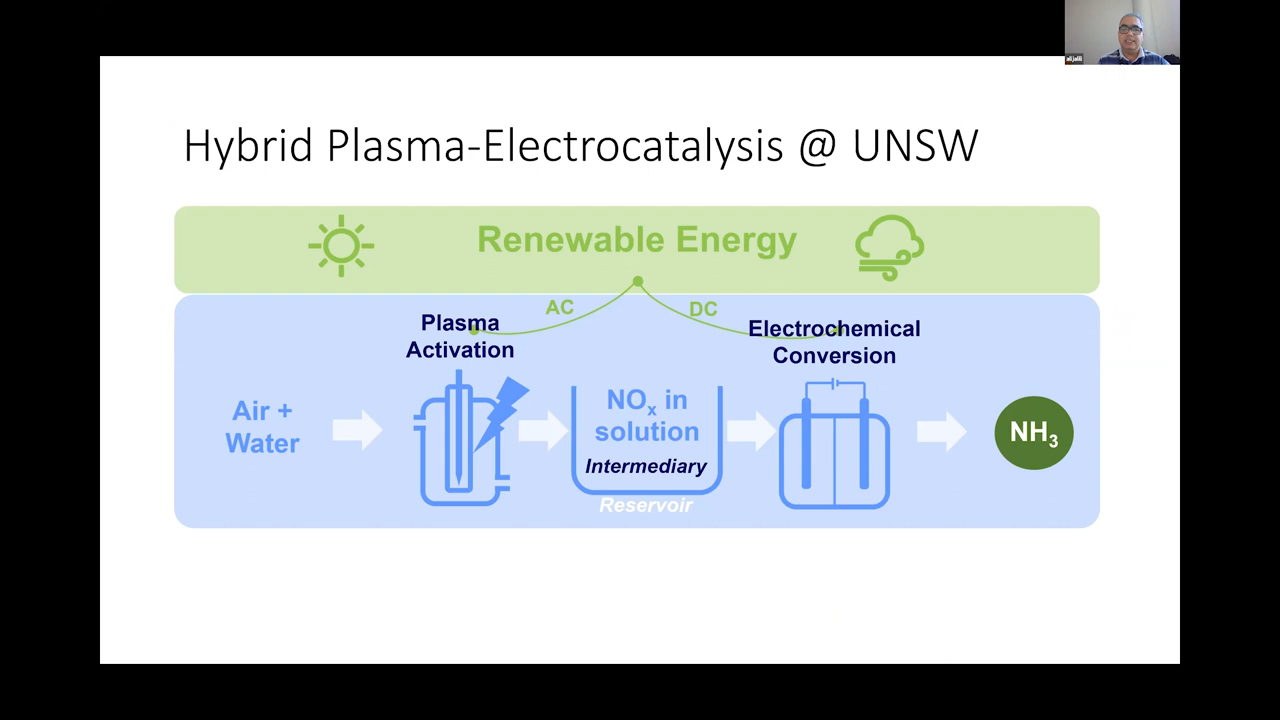 alijalili
Hybrid Plasma-Electrocatalysis @ UNSW
Renewable Energy
AC
DC
Plasma
Activation
Electrochemical
Conversion
Air +
Water
NOx in
solution
Intermediary
Reservoir
NH3